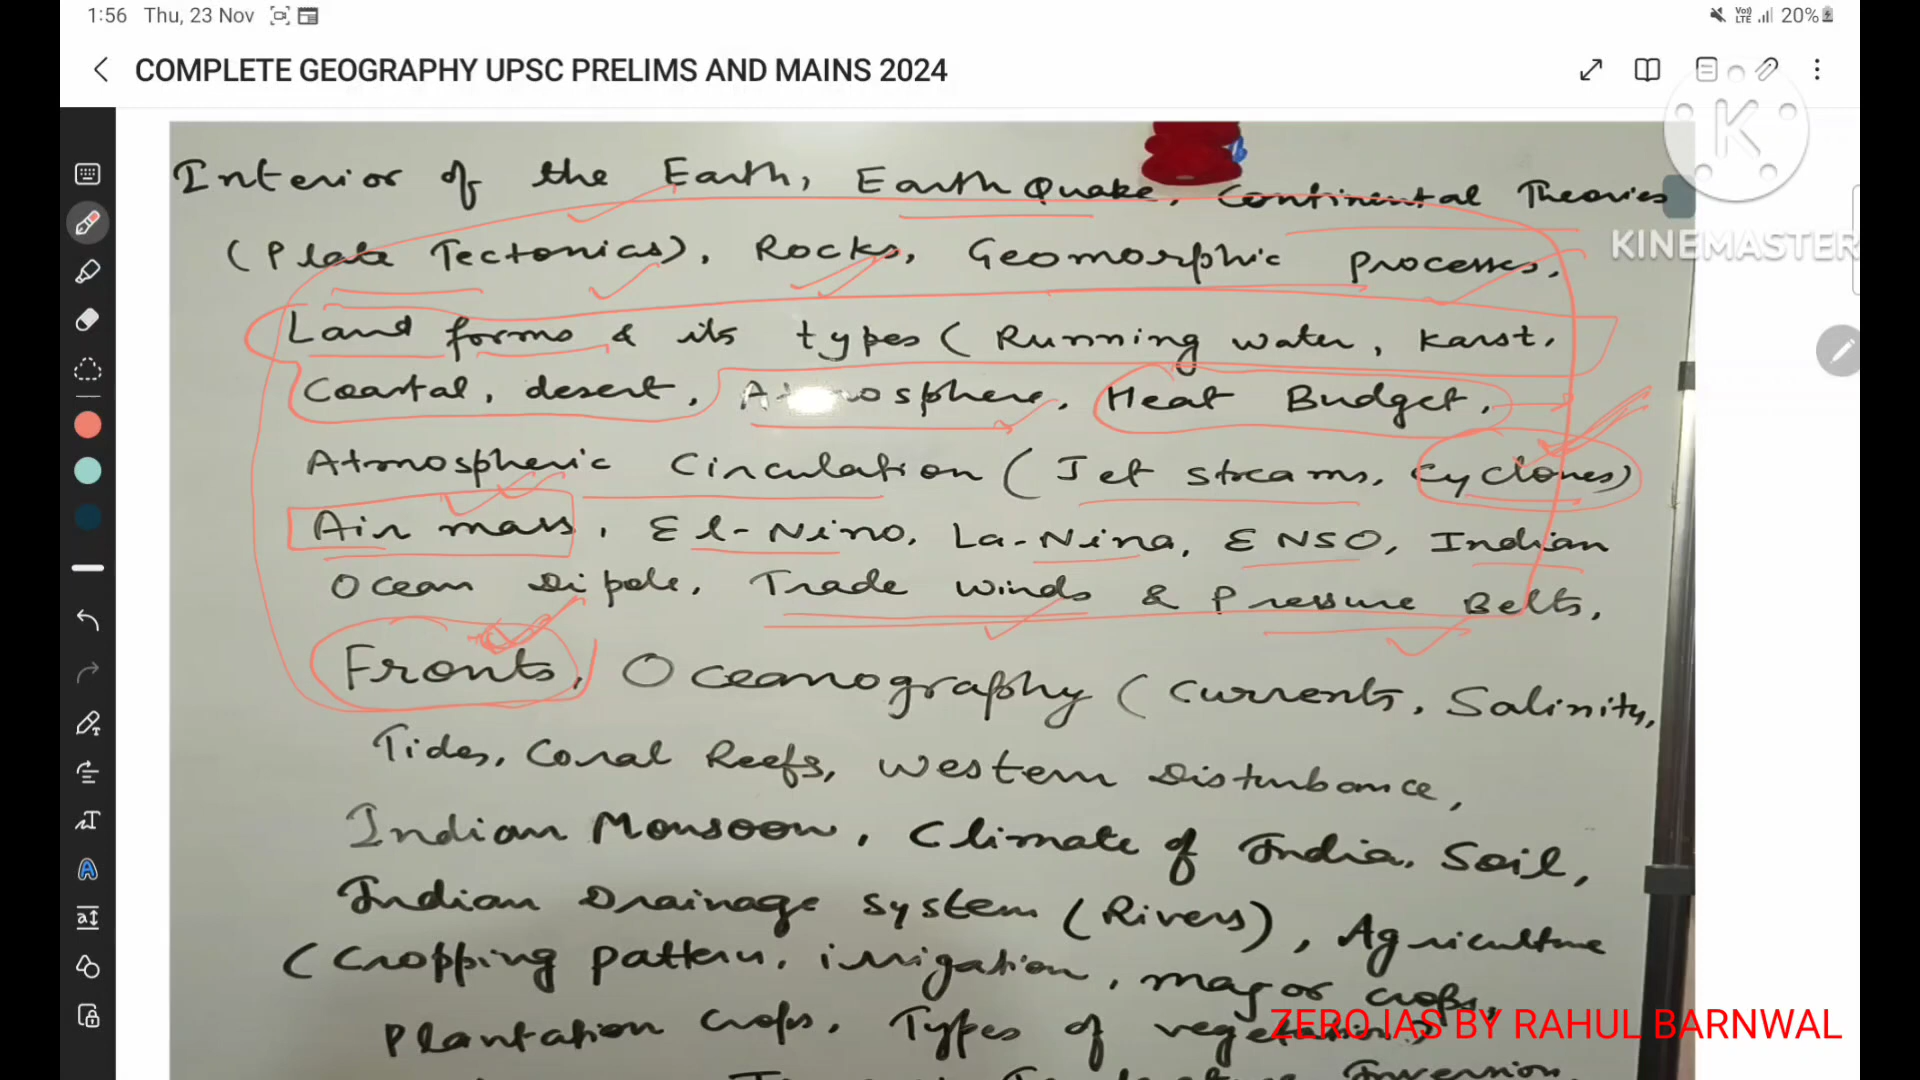 1:56 Thu, 23 Nov
20%
COMPLETE GEOGRAPHY UPSC PRELIMS AND MAINS 2024
K
KINEMASTER
Interior of the Earth, EarthQuake, Continental Theories
(Plate Tectonics), Rocks, Geomorphic Processes,
Land forms & its types (Running water, Karst,
Coastal, desert, Atmosphere, Heat Budget,
Atmospheric Circulation (Jet streams, Cyclones)
Air mass, El-Nino, La-Nina, ENSO, Indian
Ocean Dipole, Trade winds & Pressure Belts,
Fronts, Oceanography (Currents, Salinity,
Tides, Coral Reefs, Western Disturbance,
Indian Monsoon, Climate of India, Soil,
Indian Drainage System (Rivers), Agriculture
(Cropping pattern, irrigation, major crops,
Plantation crops, Types of vegetation)
Inversion,
ZERO IAS BY RAHUL BARNWAL